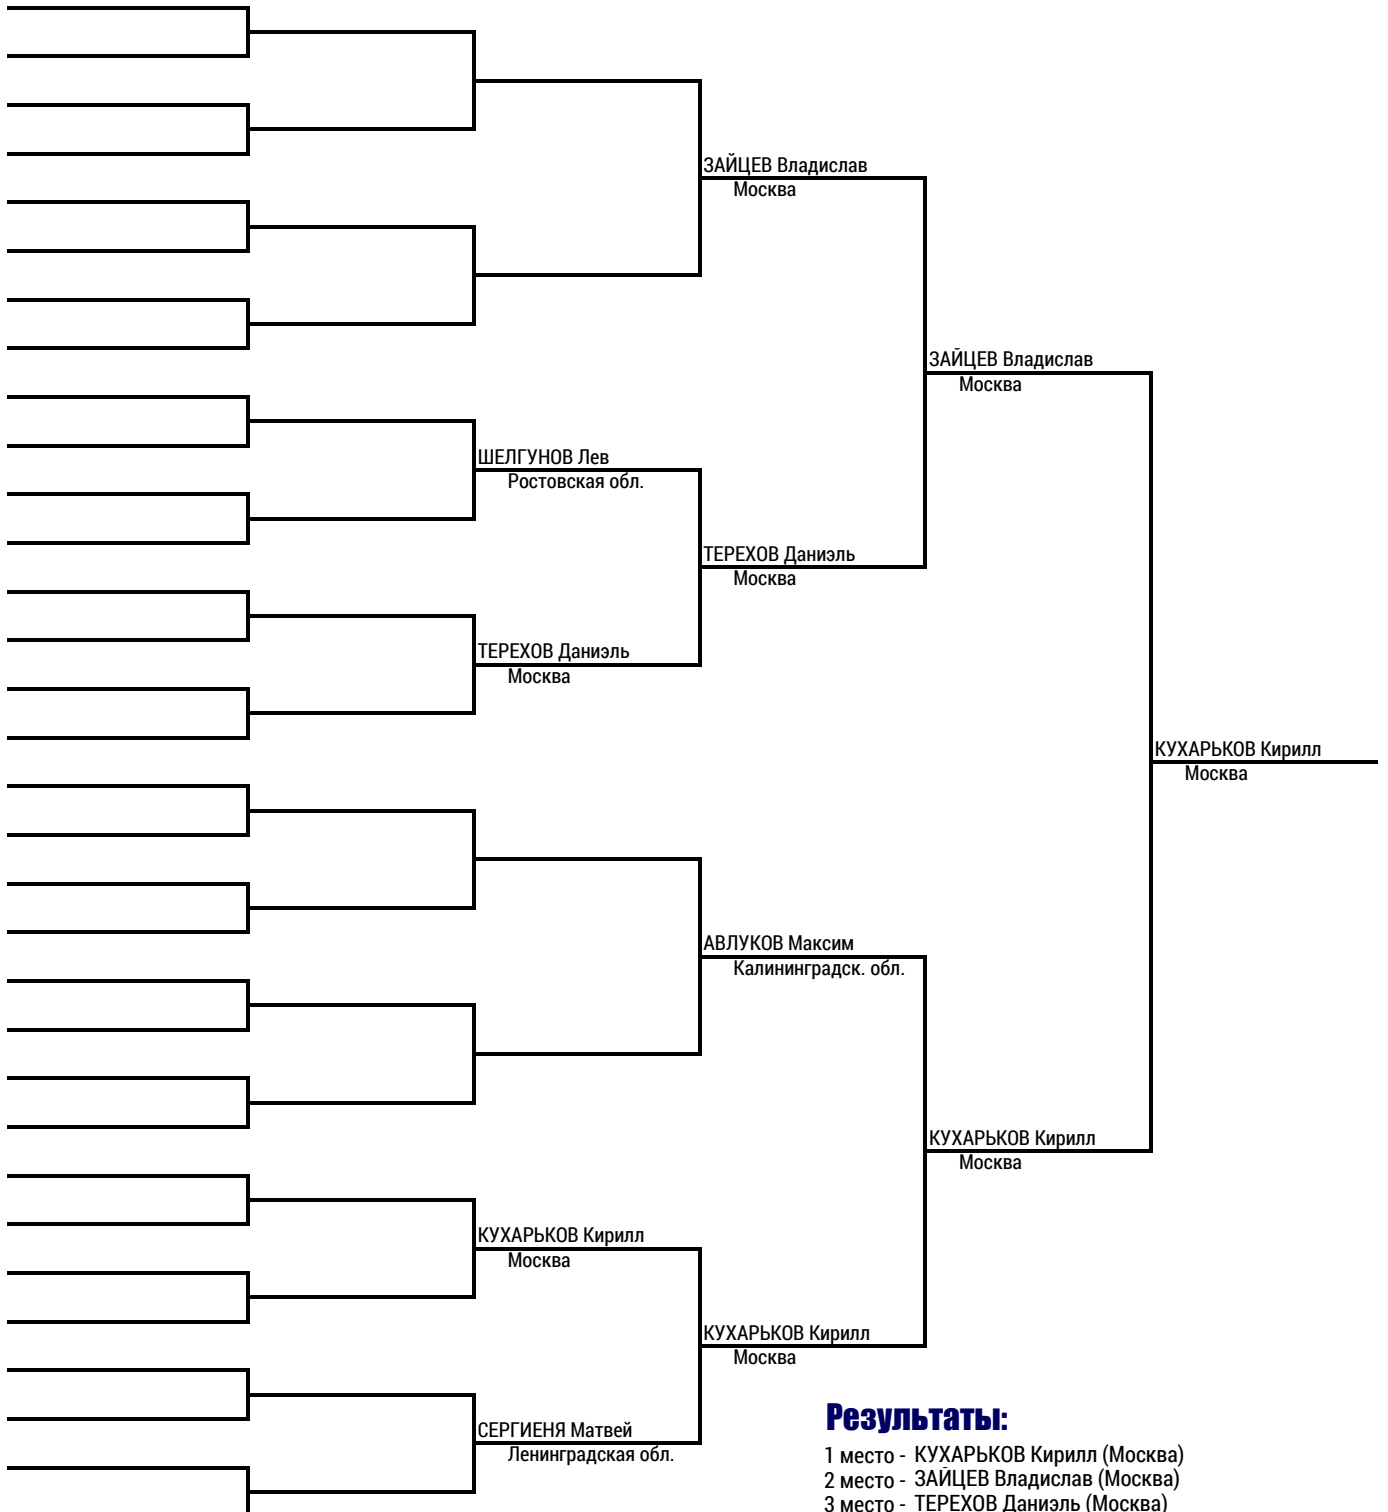 ЗАЙЦЕВ Владислав
Москва
ЗАЙЦЕВ Владислав
Москва
ШЕЛГУНОВ Лев
Ростовская обл.
ТЕРЕХОВ Даниэль
Москва
ТЕРЕХОВ Даниэль
Москва
КУХАРЬКОВ Кирилл
Москва
АВЛУКОВ Максим
Калининградск. обл.
КУХАРЬКОВ Кирилл
Москва
КУХАРЬКОВ Кирилл
Москва
КУХАРЬКОВ Кирилл
Москва
СЕРГИЕНЯ Матвей
Ленинградская обл.
Результаты:
1 место - КУХАРЬКОВ Кирилл (Москва)
2 место - ЗАЙЦЕВ Владислав (Москва)
3 место - ТЕРЕХОВ Даниэль (Москва)